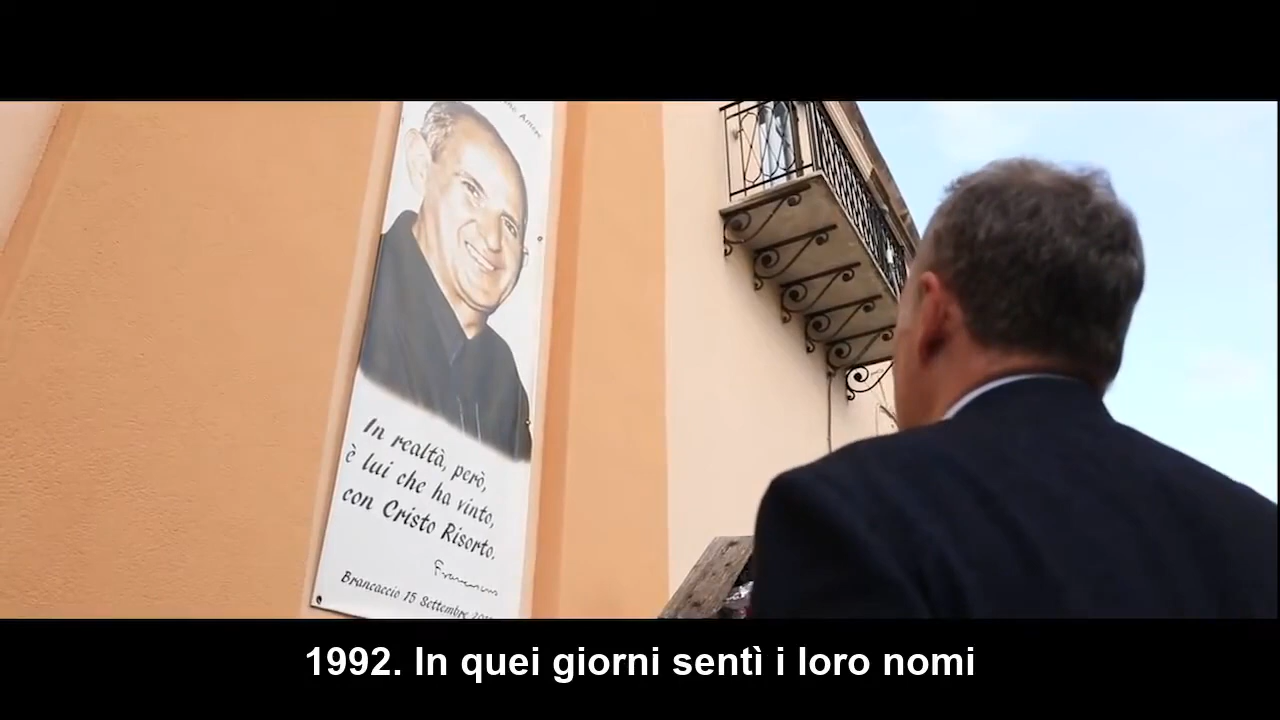 In realtà, però,
è lui che ha vinto,
con Cristo Risorto.
Brancaccio 15 Settembre
1992. In quei giorni sentì i loro nomi